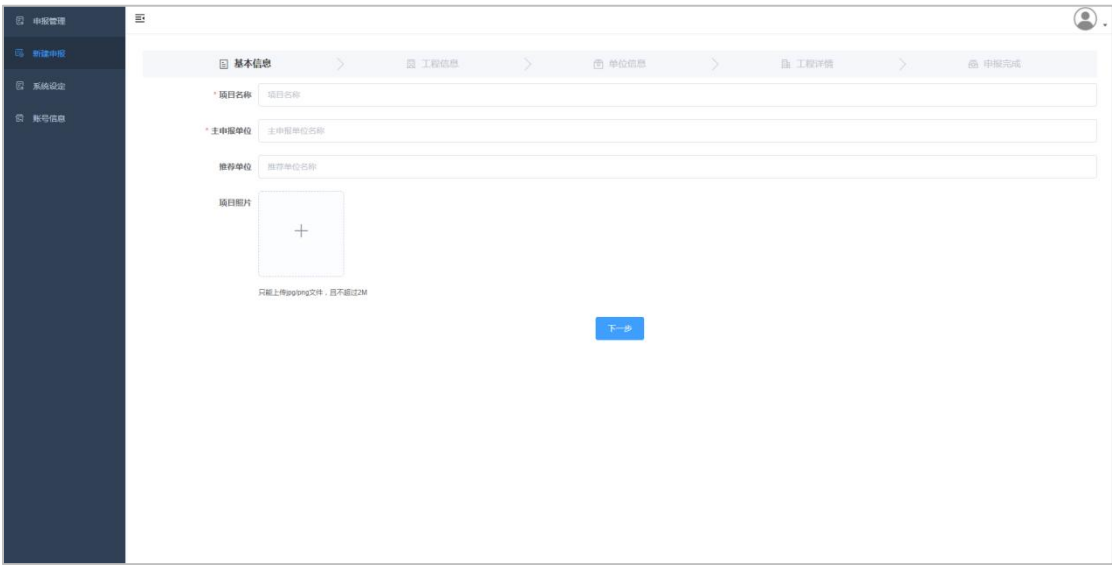 申报管理
新建申报
系统设定
账号信息
基本信息
工程信息
单位信息
工程详情
申报完成
* 项目名称 项目名称
* 主申报单位 主申报单位名称
推荐单位 推荐单位名称
项目照片
只能上传jpg/png文件，且不超过2M
下一步